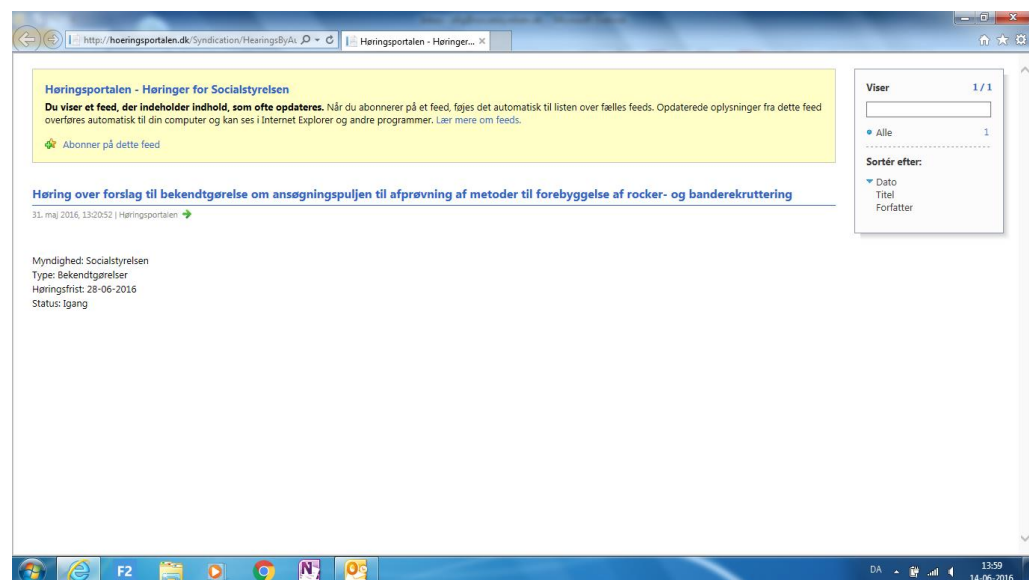 http://hoeringsportalen.dk/Syndication/HearingsByAu
Høringsportalen - Høringer...
Høringsportalen - Høringer for Socialstyrelsen
Du viser et feed, der indeholder indhold, som ofte opdateres. Når du abonnerer på et feed, føjes det automatisk til listen over fælles feeds. Opdaterede oplysninger fra dette feed
overføres automatisk til din computer og kan ses i Internet Explorer og andre programmer. Lær mere om feeds.
Abonner på dette feed
Viser 1 / 1
Alle 1
Sortér efter:
Dato
Titel
Forfatter
Høring over forslag til bekendtgørelse om ansøgningspuljen til afprøvning af metoder til forebyggelse af rocker- og banderekruttering
31. maj 2016, 13:20:52 | Høringsportalen
Myndighed: Socialstyrelsen
Type: Bekendtgørelser
Høringsfrist: 28-06-2016
Status: Igang
F2
DA
13:59
14-06-2016